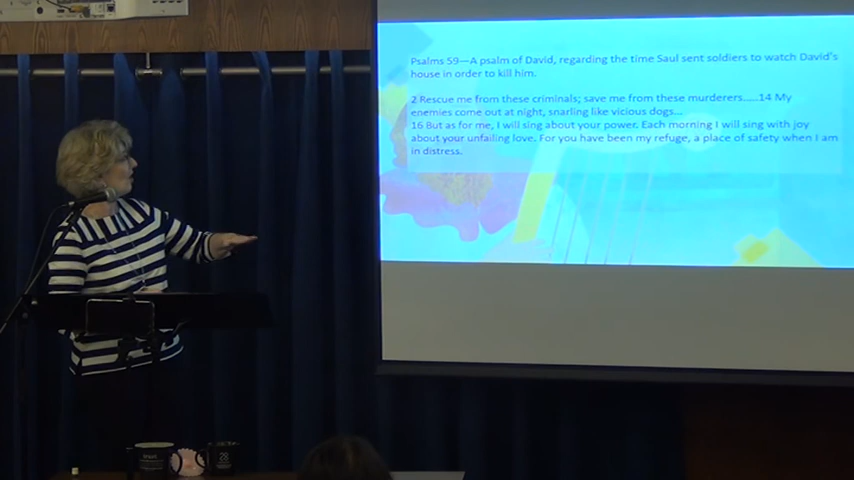 Psalms 59—A psalm of David, regarding the time Saul sent soldiers to watch David's
house in order to kill him.
2 Rescue me from these criminals; save me from these murderers......14 My
enemies come out at night, snarling like vicious dogs...
16 But as for me, I will sing about your power. Each morning I will sing with joy
about your unfailing love. For you have been my refuge, a place of safety when I am
in distress.
28